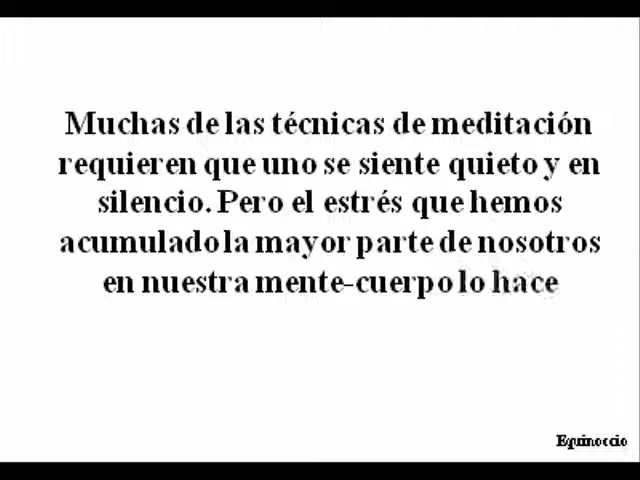 Muchas de las técnicas de meditación
requieren que uno se siente quieto y en
silencio. Pero el estrés que hemos
acumulado la mayor parte de nosotros
en nuestra mente-cuerpo lo hace
Equinoccio